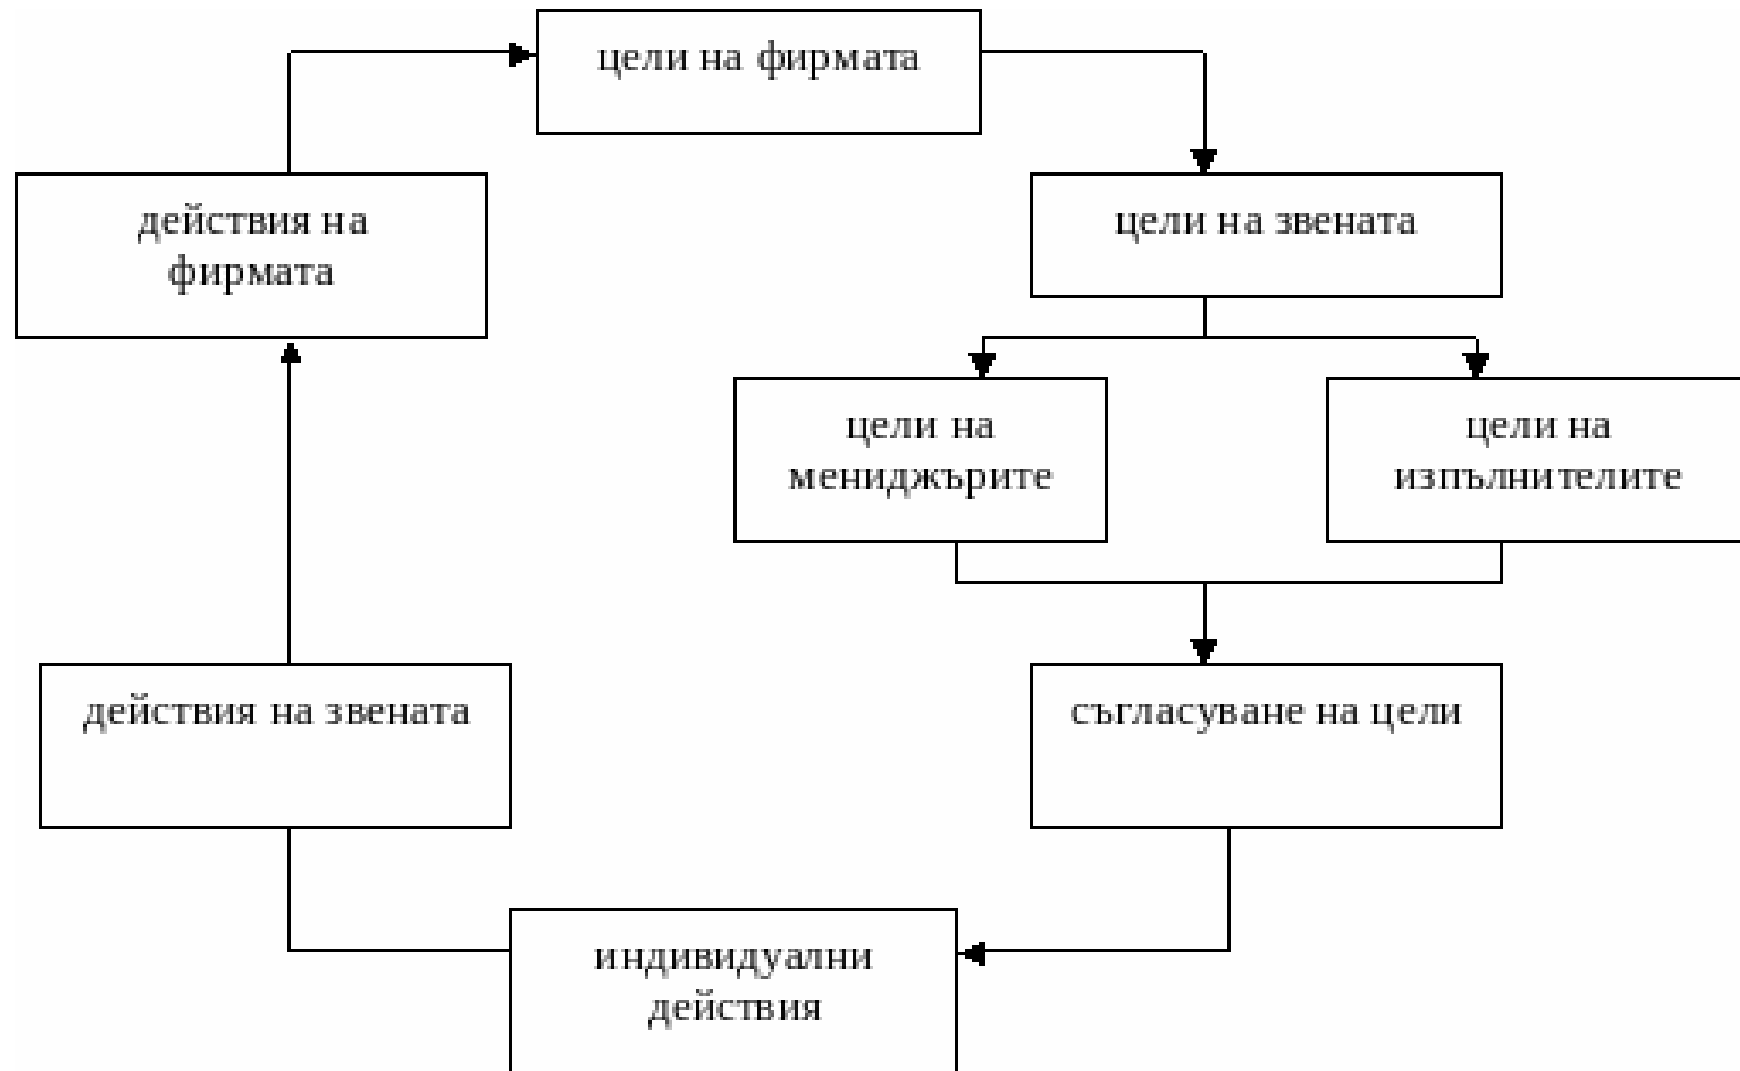 цели на фирмата
действия на
фирмата
цели на звената
цели на
мениджърите
цели на
изпълнителите
действия на звената
съгласуване на цели
индивидуални
действия